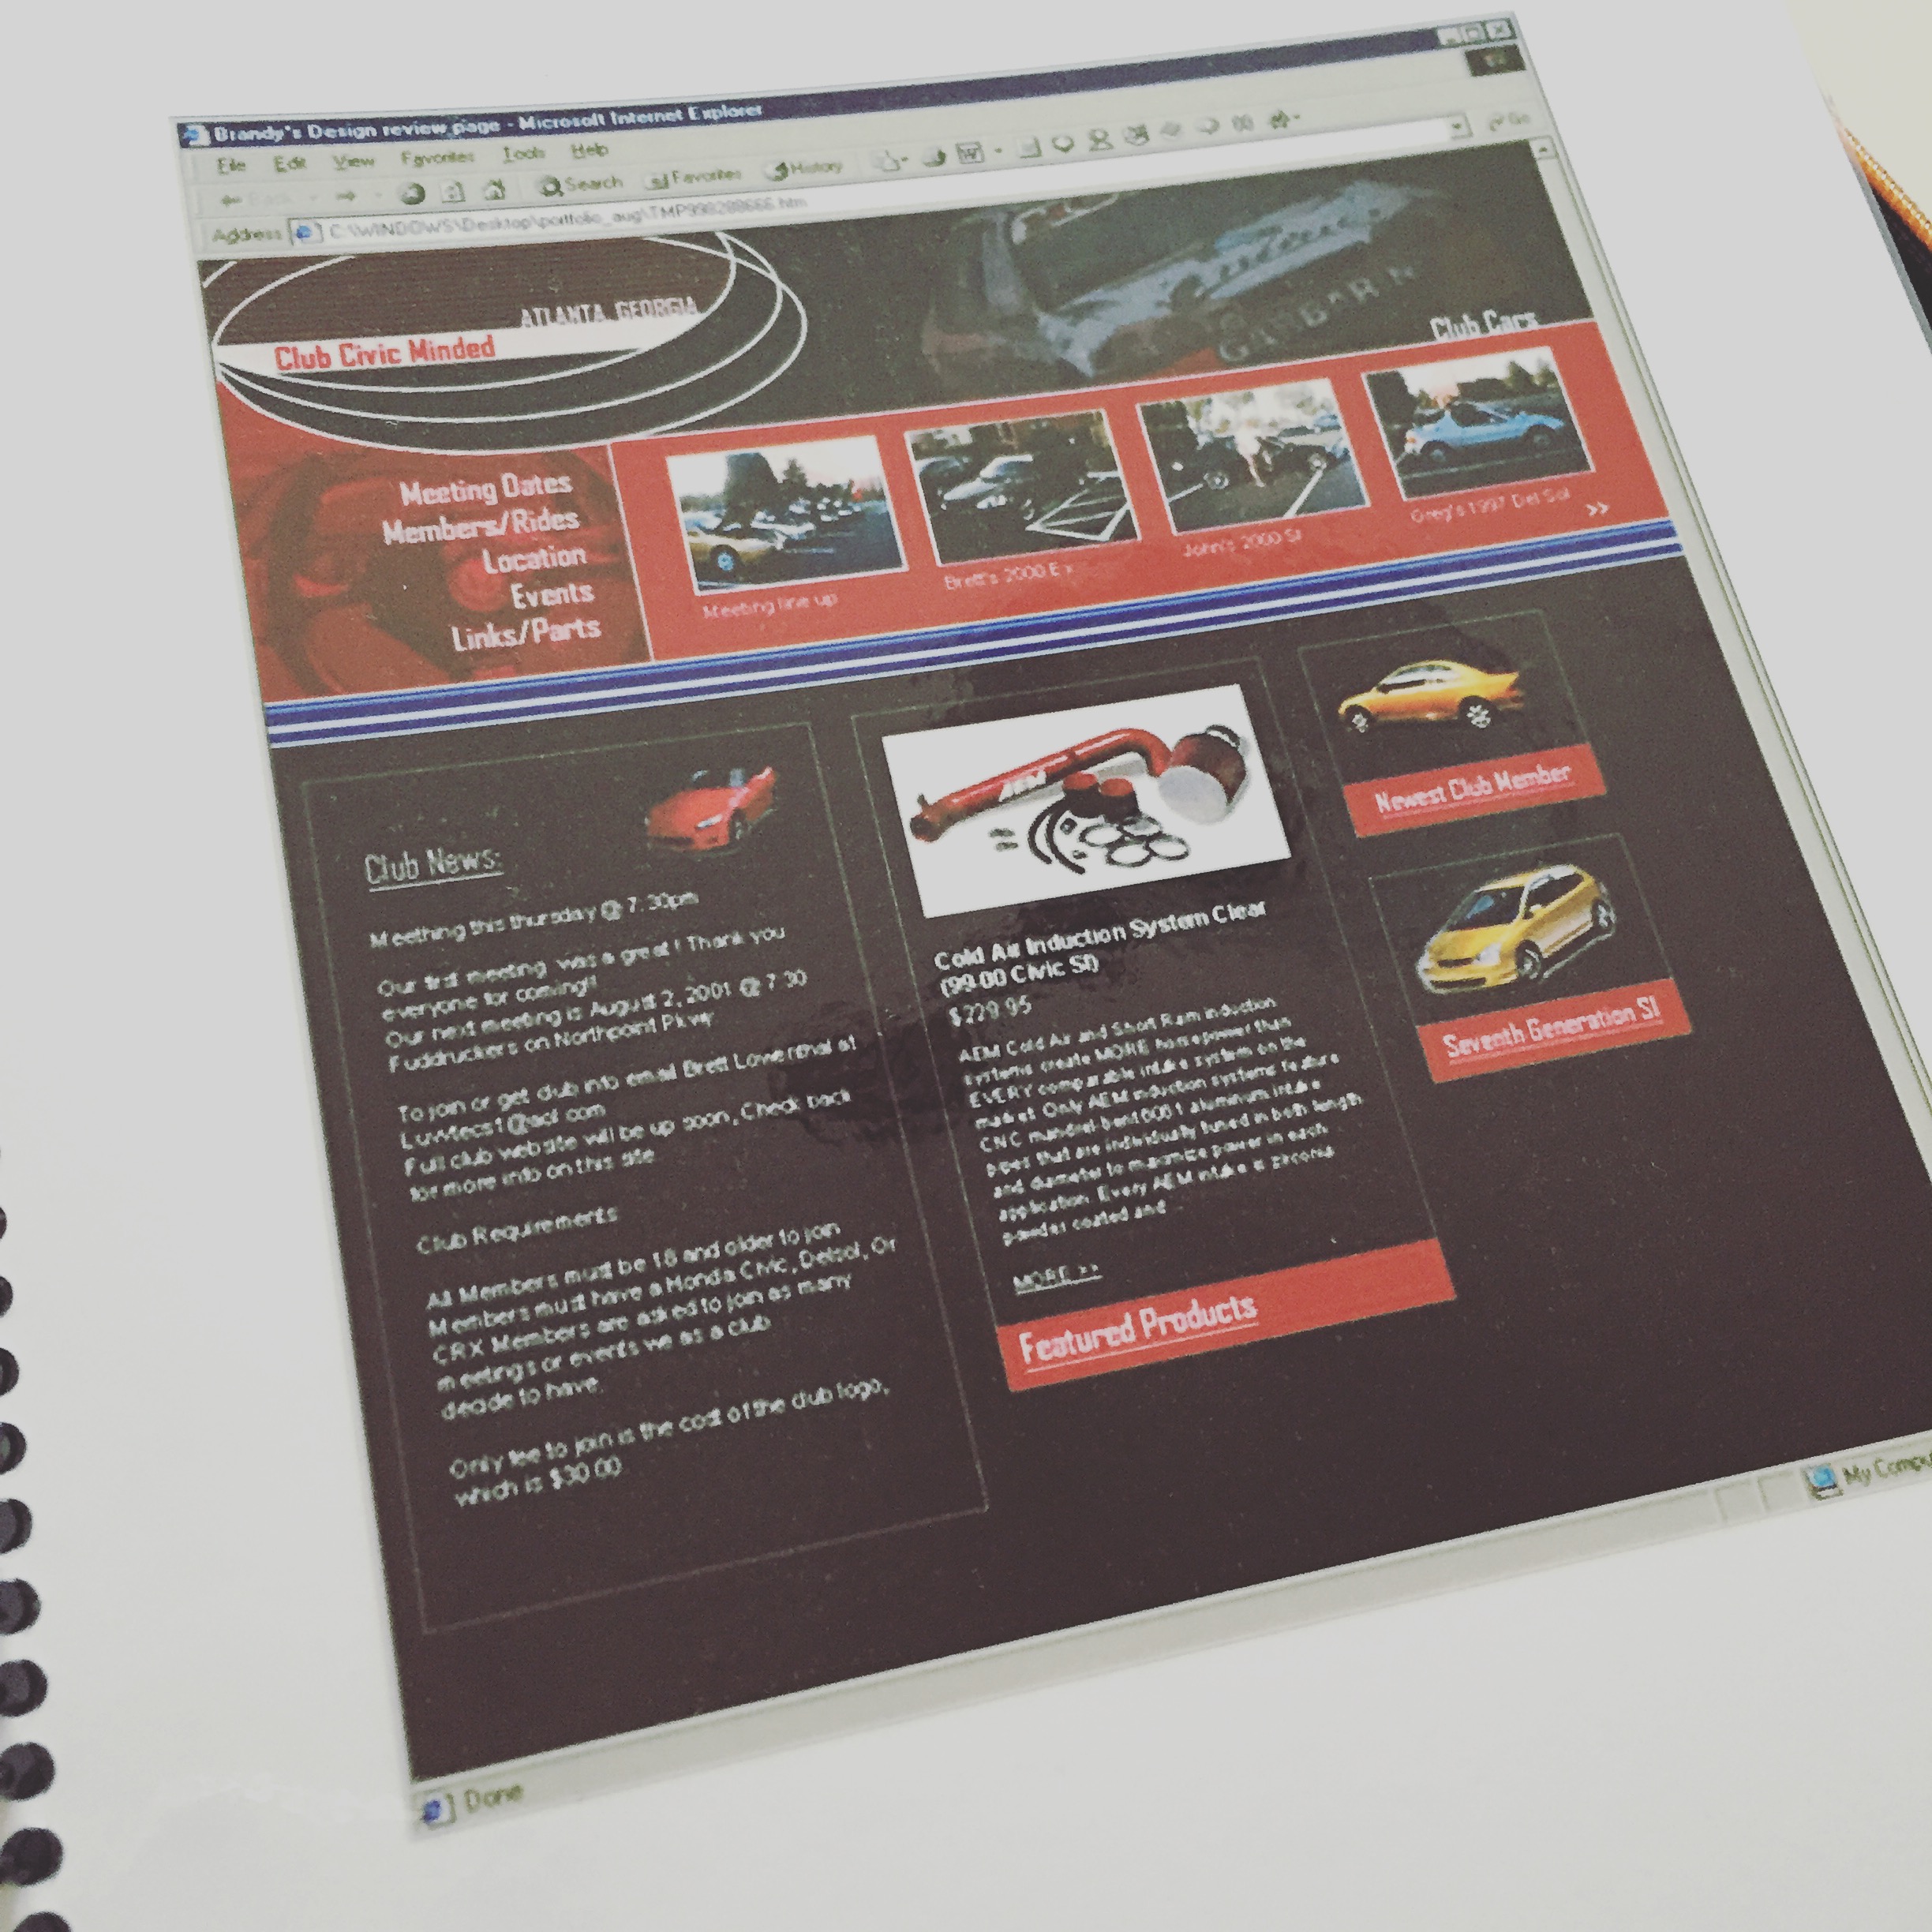 Brandy's Design review page - Microsoft Internet Explorer
File Edit View Favorites Tools Help
Back Search Favorites History
Address C:\WINDOWS\Desktop\portfolio_aug\TMP998288666.htm Go
ATLANTA, GEORGIA
Club Civic Minded
Club Cars
Meeting Dates
Members/Rides
Location
Events
Links/Parts
Meeting line up
Brett's 2000 Ex
John's 2000 SI
Greg's 1997 Del Sol
>>
Club News:
Meething this thursday @ 7:30pm
Our first meeting was a great! Thank you
everyone for coming!!
Our next meeting is August 2, 2001 @ 7:30
Fuddruckers on Northpoint Pkwy
To join or get club info email Brett Lowenthal at
Luvvtecs1@aol.com
Full club website will be up soon, Check back
for more info on this site
Club Requirements
All Members must be 18 and older to join
Members must have a Honda Civic, Delsol, Or
CRX Members are asked to join as many
meetings or events we as a club
decide to have.
Only fee to join is the cost of the club logo,
which is $30.00
AEM
Cold Air Induction System Clear
(99-00 Civic SI)
$229.95
AEM Cold Air and Short Ram induction
systems create MORE horsepower than
EVERY comparable intake system on the
market. Only AEM induction systems feature
CNC mandrel-bent 6061 aluminum intake
pipes that are individually tuned in both length
and diameter to maximize power in each
application. Every AEM intake is zirconia
powder coated and
MORE >>
Featured Products
Newest Club Member
Seventh Generation SI
Done
My Comput